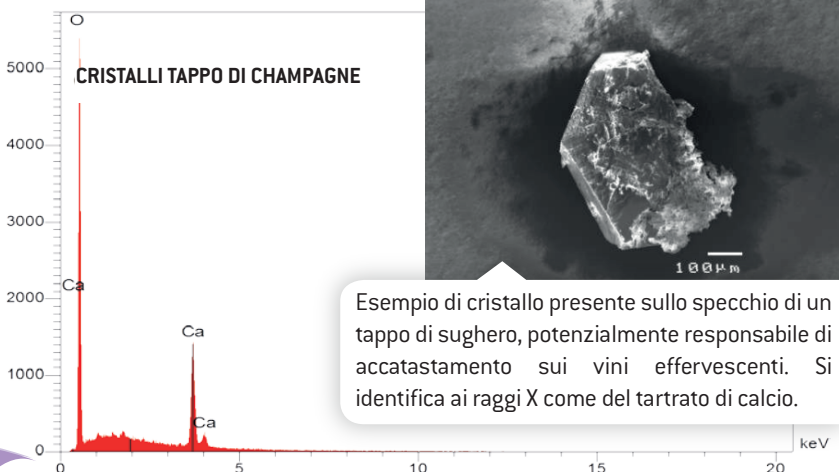 O
CRISTALLI TAPPO DI CHAMPAGNE
5000
4000
3000
Ca
2000
Ca
1000
Ca
0
0
5
10
15
20
keV
100µm
Esempio di cristallo presente sullo specchio di un
tappo di sughero, potenzialmente responsabile di
accatastamento sui vini effervescenti. Si
identifica ai raggi X come del tartrato di calcio.